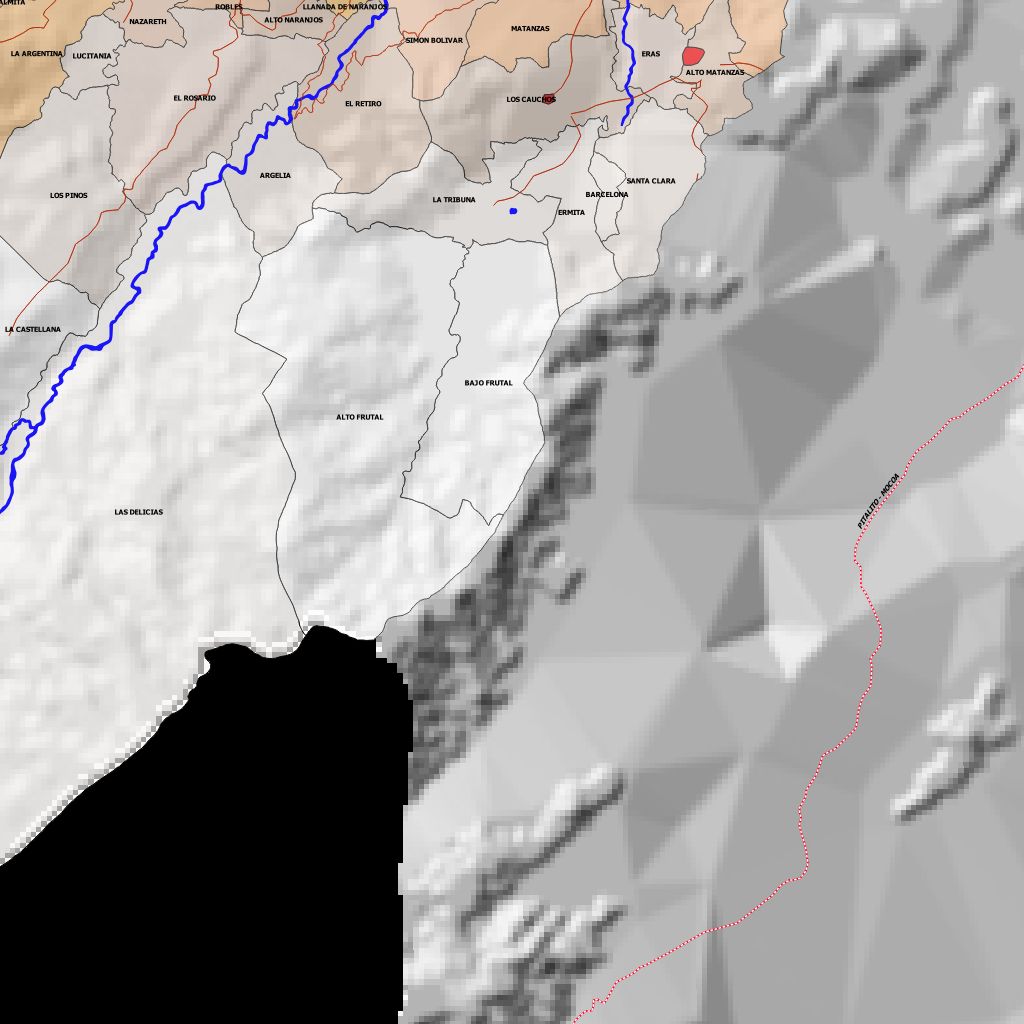 ALMITA
ROBLES
LLANADA DE NARANJOS
NAZARETH
ALTO NARANJOS
MATANZAS
SIMON BOLIVAR
LA ARGENTINA
LUCITANIA
ERAS
ALTO MATANZAS
EL ROSARIO
EL RETIRO
LOS CAUCHOS
ARGELIA
SANTA CLARA
LOS PINOS
LA TRIBUNA
BARCELONA
ERMITA
LA CASTELLANA
BAJO FRUTAL
ALTO FRUTAL
PITALITO - MOCOA
LAS DELICIAS